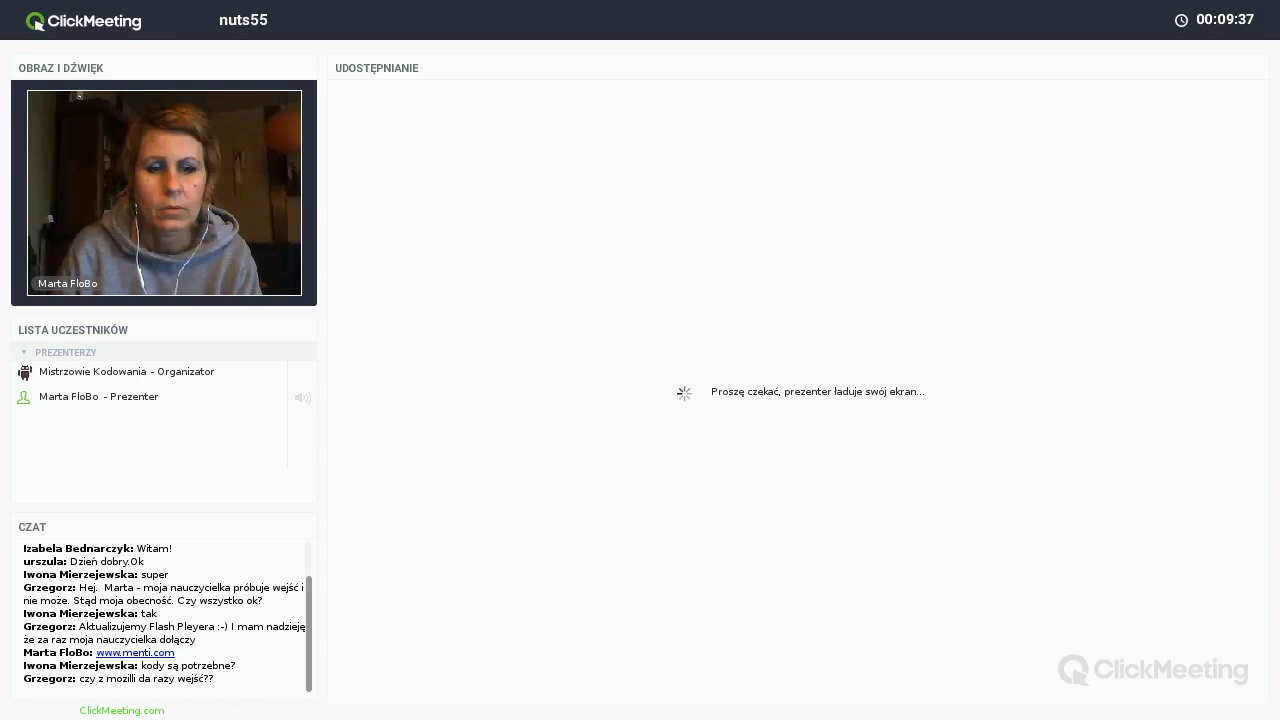 ClickMeeting
nuts55
00:09:37
OBRAZ I DŹWIĘK
Marta FloBo
LISTA UCZESTNIKÓW
PREZENTERZY
Mistrzowie Kodowania - Organizator
Marta FloBo - Prezenter
CZAT
Izabela Bednarczyk: Witam!
urszula: Dzień dobry.Ok
Iwona Mierzejewska: super
Grzegorz: Hej. Marta - moja nauczycielka próbuje wejść i
nie może. Stąd moja obecność. Czy wszystko ok?
Iwona Mierzejewska: tak
Grzegorz: Aktualizujemy Flash Pleyera :-) I mam nadzieję
że za raz moja nauczycielka dołączy
Marta FloBo: www.menti.com
Iwona Mierzejewska: kody są potrzebne?
Grzegorz: czy z mozilli da razy wejść??
ClickMeeting.com
UDOSTĘPNIANIE
Proszę czekać, prezenter ładuje swój ekran...
ClickMeeting